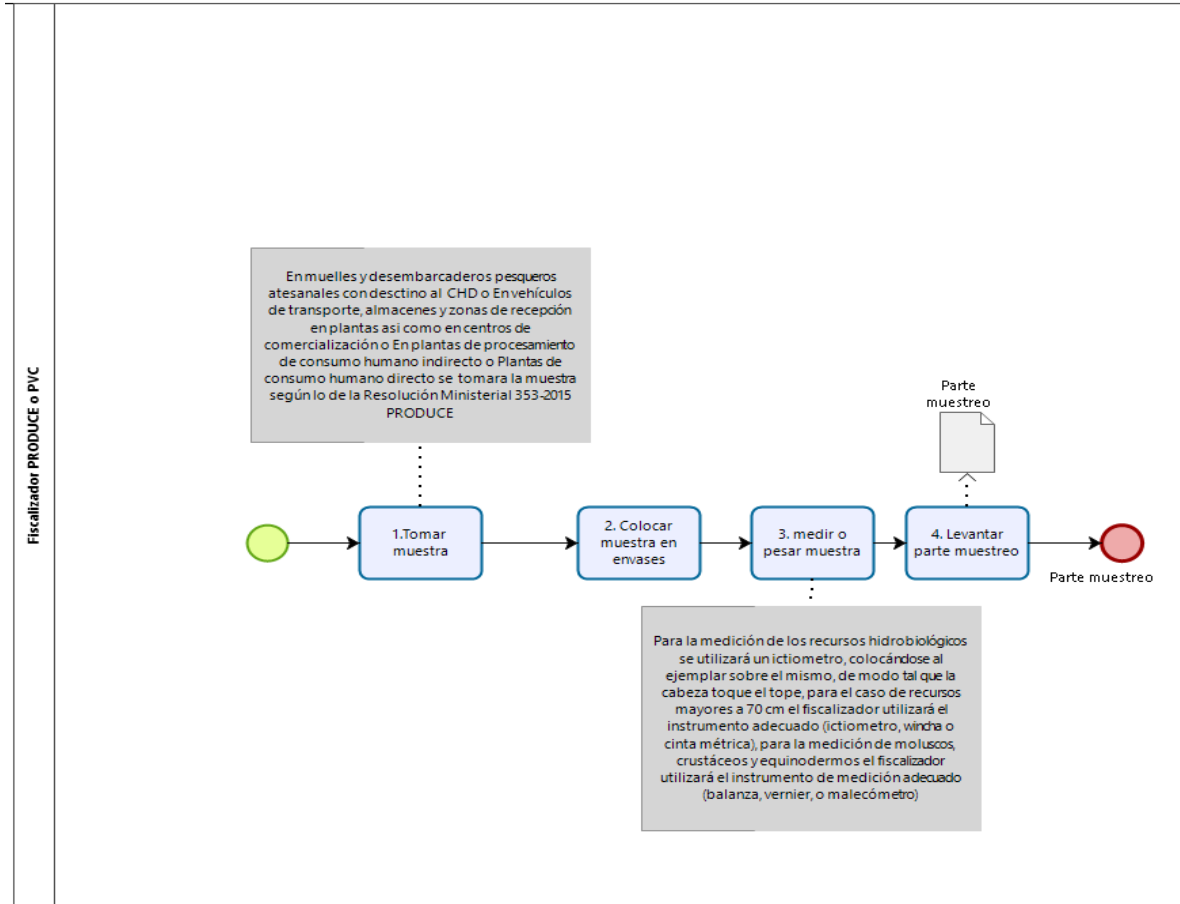 Fiscalizador PRODUCE o PVC
En muelles y desembarcaderos pesqueros
atesanales con desctino al CHD o En vehículos
de transporte, almacenes y zonas de recepción
en plantas asi como en centros de
comercialización o En plantas de procesamiento
de consumo humano indirecto o Plantas de
consumo humano directo se tomara la muestra
según lo de la Resolución Ministerial 353-2015
PRODUCE
Parte
muestreo
1.Tomar
muestra
2. Colocar
muestra en
envases
3. medir o
pesar muestra
4. Levantar
parte muestreo
Parte muestreo
Para la medición de los recursos hidrobiológicos
se utilizará un ictiometro, colocándose al
ejemplar sobre el mismo, de modo tal que la
cabeza toque el tope, para el caso de recursos
mayores a 70 cm el fiscalizador utilizará el
instrumento adecuado (ictiometro, wincha o
cinta métrica), para la medición de moluscos,
crustáceos y equinodermos el fiscalizador
utilizará el instrumento de medición adecuado
(balanza, vernier, o malecómetro)